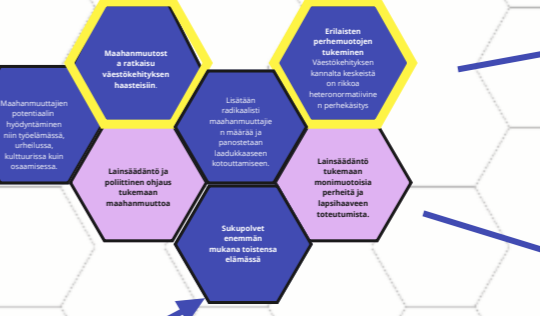 Maahanmuutost
a ratkaisu
väestökehityksen
haasteisiin.
Erilaisten
perhemuotojen
tukeminen
Väestökehityksen
kannalta keskeistä
on rikkoa
heteronormatiivine
n perhekäsitys
Maahanmuuttajien
potentiaalin
hyödyntäminen
niin työelämässä,
urheilussa,
kulttuurissa kuin
osaamisessa.
Lisätään
radikaalisti
maahanmuuttajie
n määrää ja
panostetaan
laadukkaaseen
kotouttamiseen.
Lainsäädäntö ja
poliittinen ohjaus
tukemaan
maahanmuuttoa
Lainsäädäntö
tukemaan
monimuotoisia
perheitä ja
lapsihaaveen
toteutumista.
Sukupolvet
enemmän
mukana toistensa
elämässä